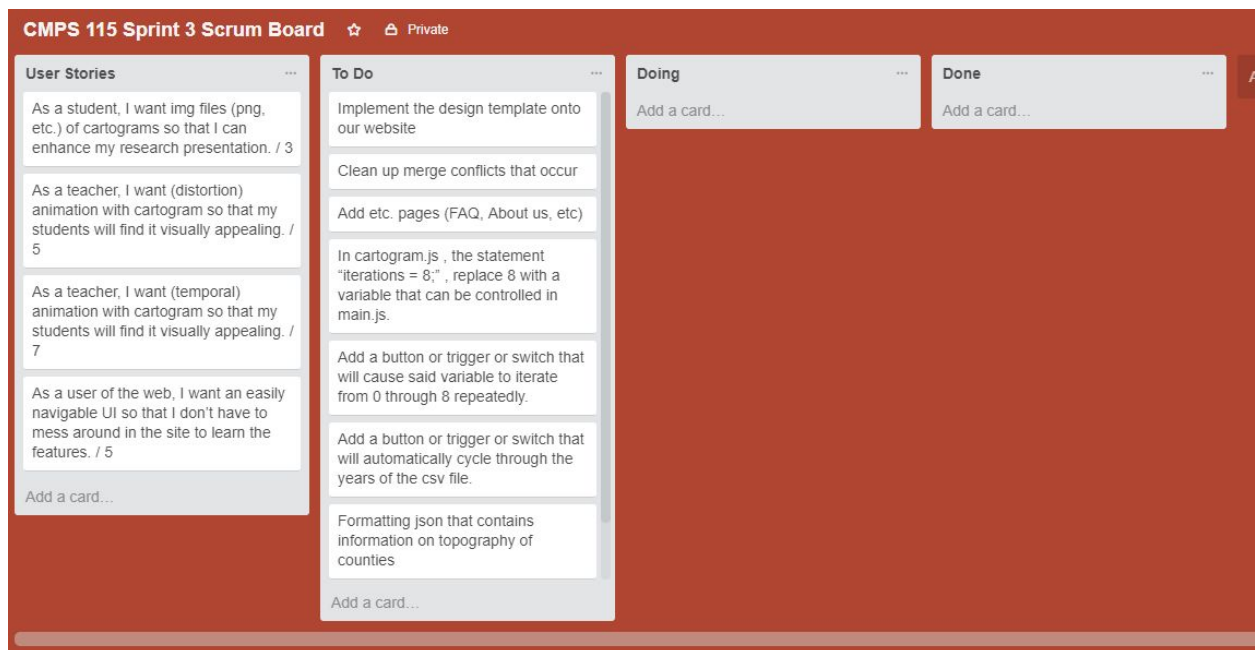 CMPS 115 Sprint 3 Scrum Board
Private
User Stories
As a student, I want img files (png,
etc.) of cartograms so that I can
enhance my research presentation. / 3
As a teacher, I want (distortion)
animation with cartogram so that my
students will find it visually appealing. /
5
As a teacher, I want (temporal)
animation with cartogram so that my
students will find it visually appealing. /
7
As a user of the web, I want an easily
navigable UI so that I don't have to
mess around in the site to learn the
features. / 5
Add a card...
To Do
Implement the design template onto
our website
Clean up merge conflicts that occur
Add etc. pages (FAQ, About us, etc)
In cartogram.js , the statement
“iterations = 8;” , replace 8 with a
variable that can be controlled in
main.js.
Add a button or trigger or switch that
will cause said variable to iterate
from 0 through 8 repeatedly.
Add a button or trigger or switch that
will automatically cycle through the
years of the csv file.
Formatting json that contains
information on topography of
counties
Add a card...
Doing
Add a card...
Done
Add a card...